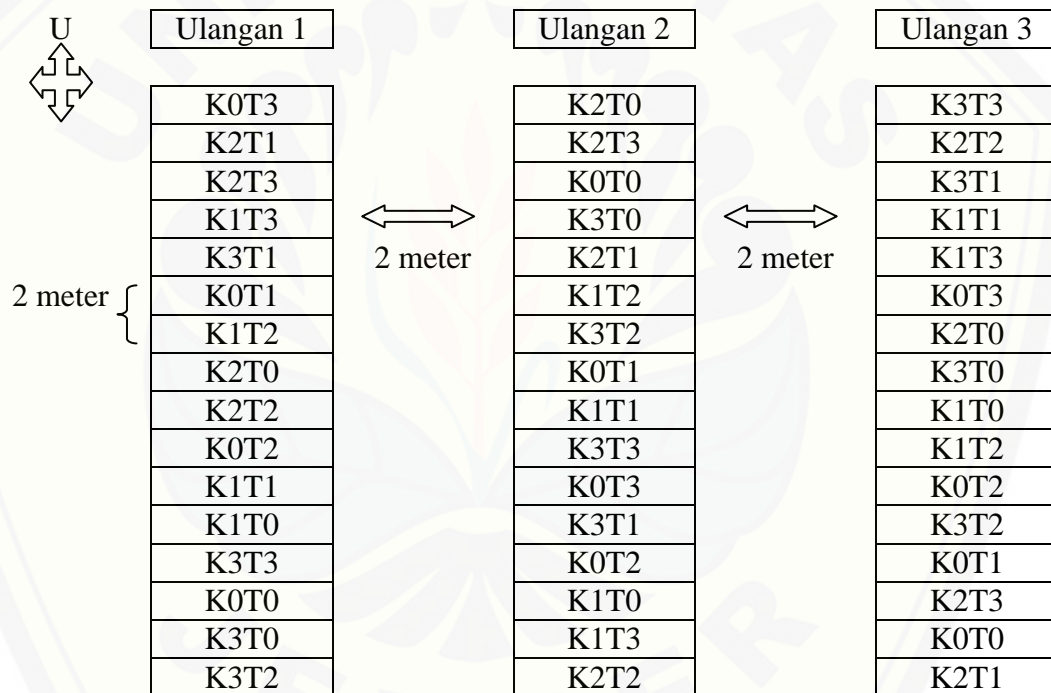 U Ulangan 1 Ulangan 2 Ulangan 3
K0T3 K2T0 K3T3
K2T1 K2T3 K2T2
K2T3 K0T0 K3T1
K1T3 K3T0 K1T1
K3T1 2 meter K2T1 2 meter K1T3
2 meter K0T1 K1T2 K0T3
K1T2 K3T2 K2T0
K2T0 K0T1 K3T0
K2T2 K1T1 K1T0
K0T2 K3T3 K1T2
K1T1 K0T3 K0T2
K1T0 K3T1 K3T2
K3T3 K0T2 K0T1
K0T0 K1T0 K2T3
K3T0 K1T3 K0T0
K3T2 K2T2 K2T1